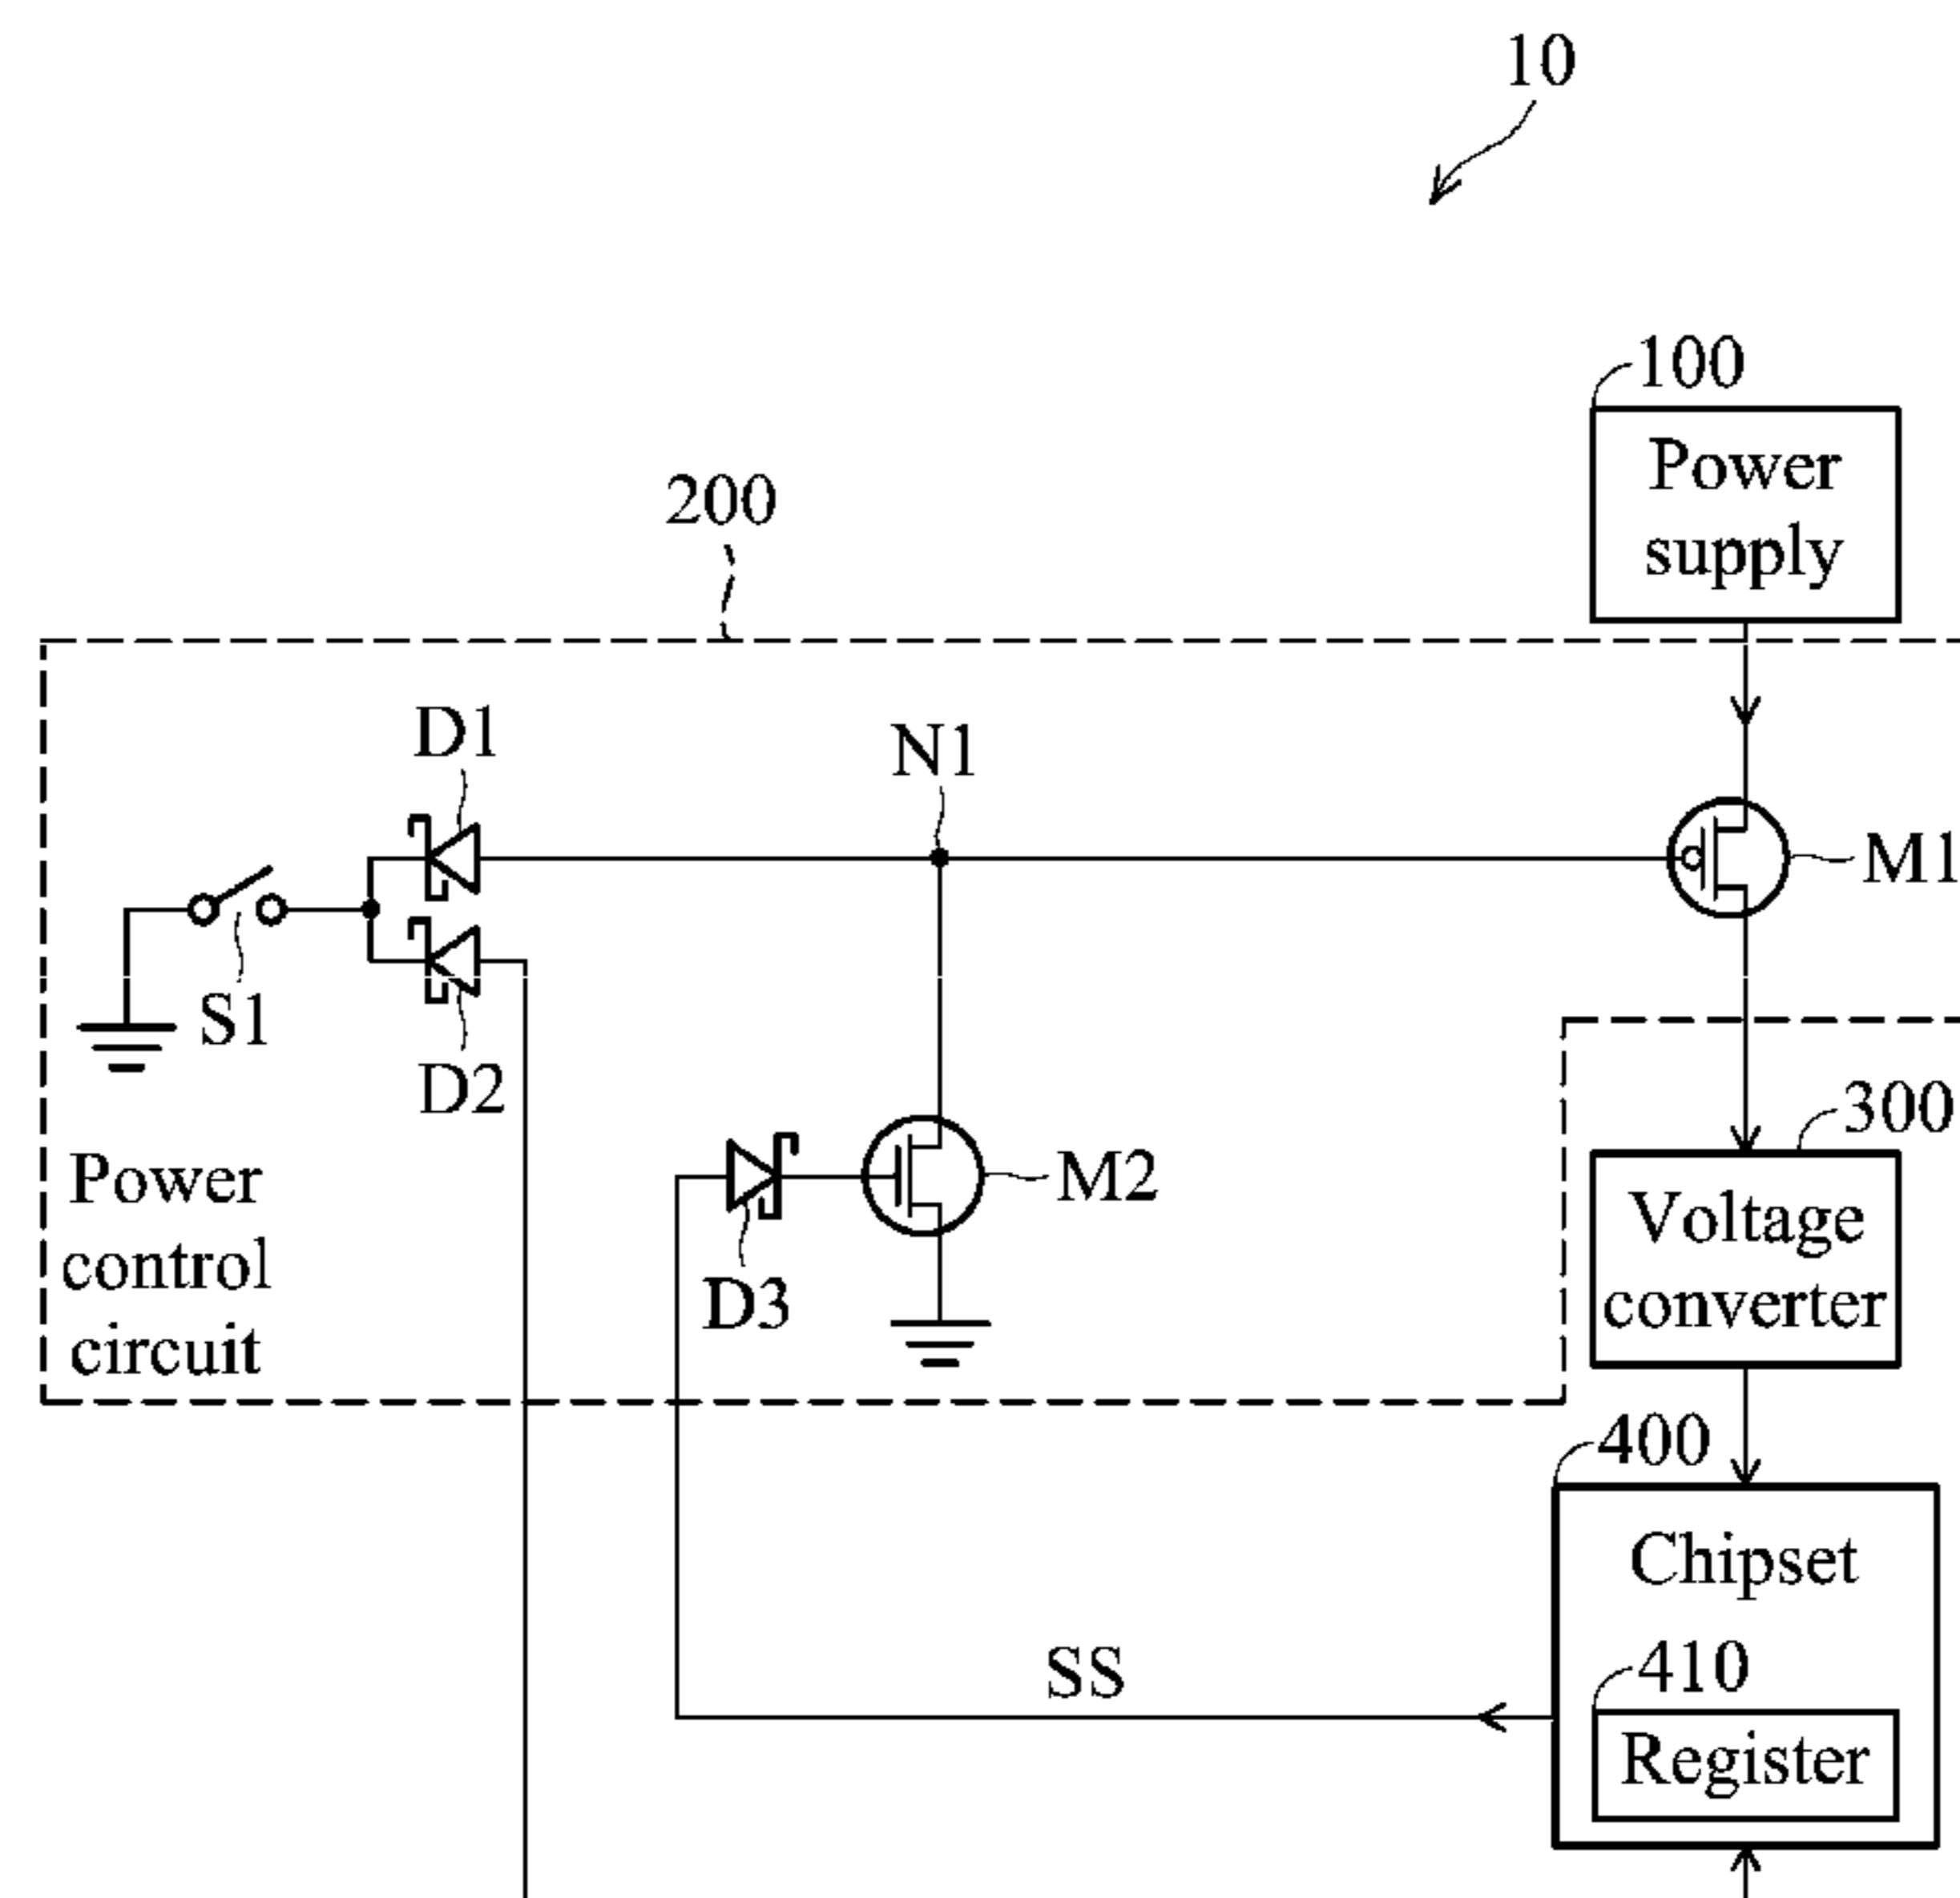 10
100
Power
supply
200
D1
N1
M1
S1
D2
300
Power
control
circuit
M2
D3
Voltage
converter
400
Chipset
SS
410
Register